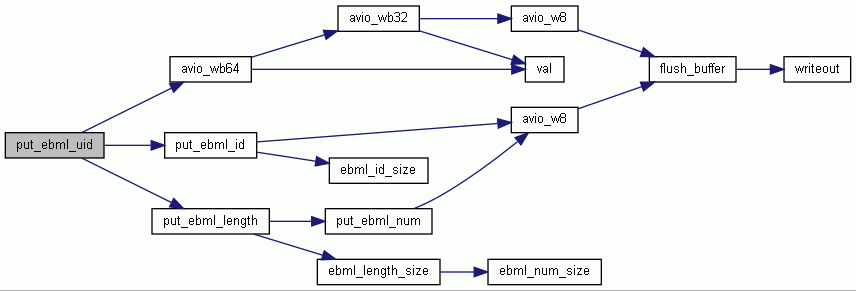 avio_wb32
avio_w8
avio_wb64
val
flush_buffer
writeout
avio_w8
put_ebml_uid
put_ebml_id
ebml_id_size
put_ebml_length
put_ebml_num
ebml_length_size
ebml_num_size